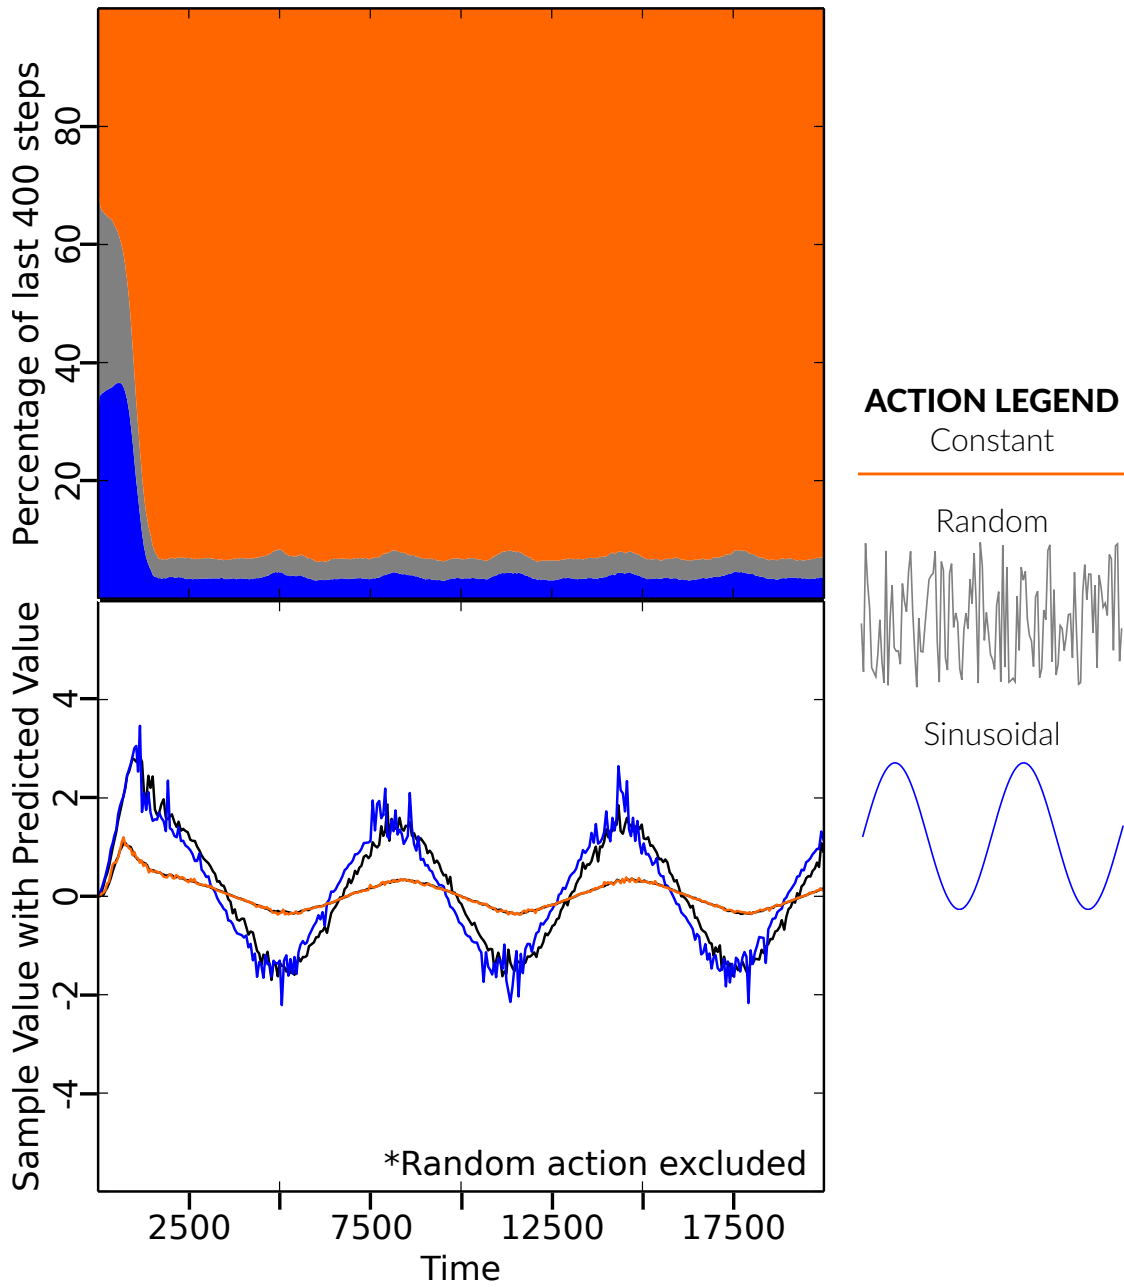 Percentage of last 400 steps
80
60
40
20
ACTION LEGEND
Constant
Random
Sinusoidal
Sample Value with Predicted Value
4
2
0
-2
-4
*Random action excluded
2500 7500 12500 17500
Time